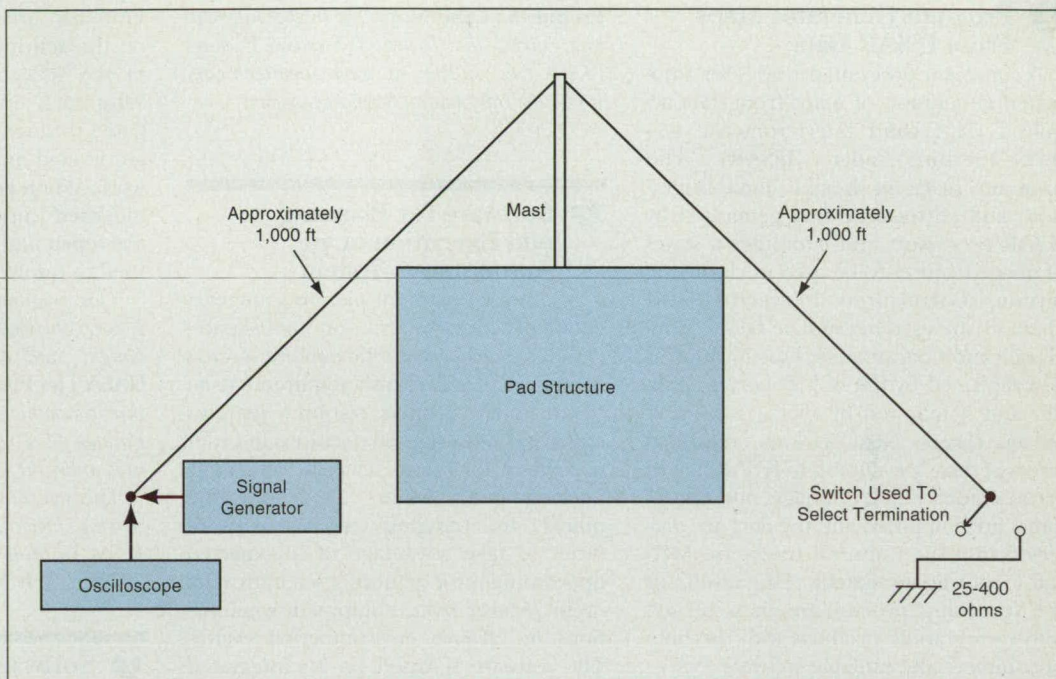 Approximately
1,000 ft
Mast
Approximately
1,000 ft
Pad Structure
Signal
Generator
Oscilloscope
Switch Used To
Select Termination
25-400
ohms